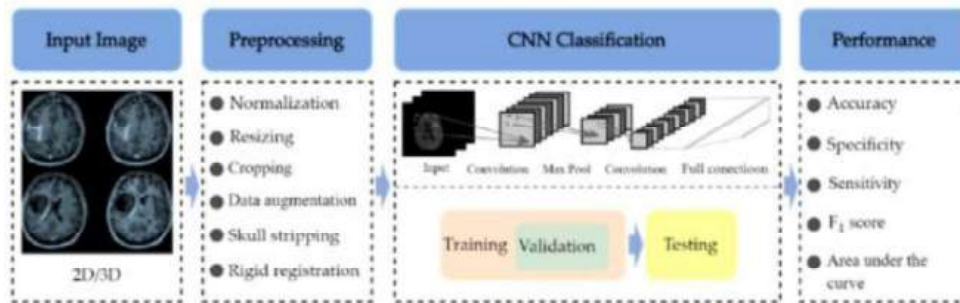 Input Image
Preprocessing
CNN Classification
Performance
2D/3D
Normalization
Resizing
Cropping
Data augmentation
Skull stripping
Rigid registration
Input
Convolution
Max Pool
Convolution
Full conectioon
Training
Validation
Testing
Accuracy
Specificity
Sensitivity
F₁ score
Area under the
curve